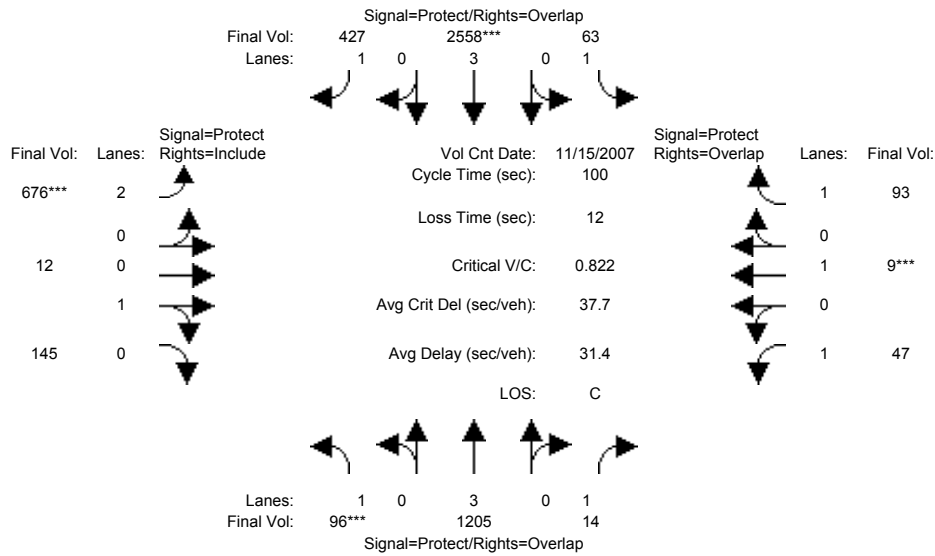 Signal=Protect/Rights=Overlap
Final Vol: 427 2558*** 63
Lanes: 1 0 3 0 1
Signal=Protect
Final Vol: Lanes: Rights=Include
Vol Cnt Date: 11/15/2007
Signal=Protect
Rights=Overlap Lanes: Final Vol:
Cycle Time (sec): 100
676*** 2
1 93
Loss Time (sec): 12
0
0
12 0
Critical V/C: 0.822
1 9***
1
Avg Crit Del (sec/veh): 37.7
0
145 0
Avg Delay (sec/veh): 31.4
1 47
LOS: C
Lanes: 1 0 3 0 1
Final Vol: 96*** 1205 14
Signal=Protect/Rights=Overlap